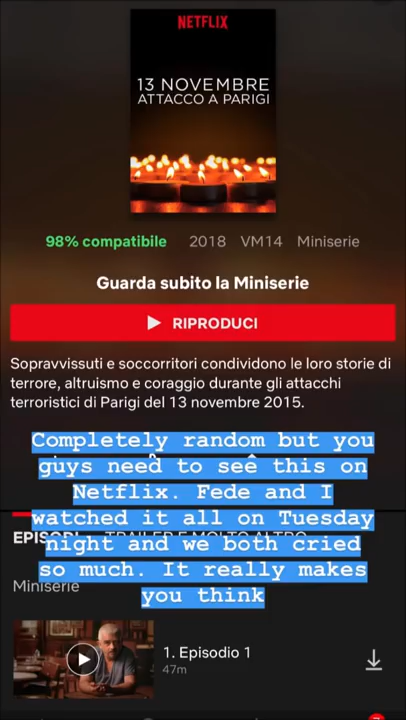 NETFLIX
13 NOVEMBRE
ATTACCO A PARIGI
98% compatibile 2018 VM14 Miniserie
Guarda subito la Miniserie
RIPRODUCI
Sopravvissuti e soccorritori condividono le loro storie di
terrore, altruismo e coraggio durante gli attacchi
terroristici di Parigi del 13 novembre 2015.
Completely random but you
guys need to see this on
Netflix. Fede and I
watched it all on Tuesday
night and we both cried
so much. It really makes
you think
Miniserie
1. Episodio 1
47m